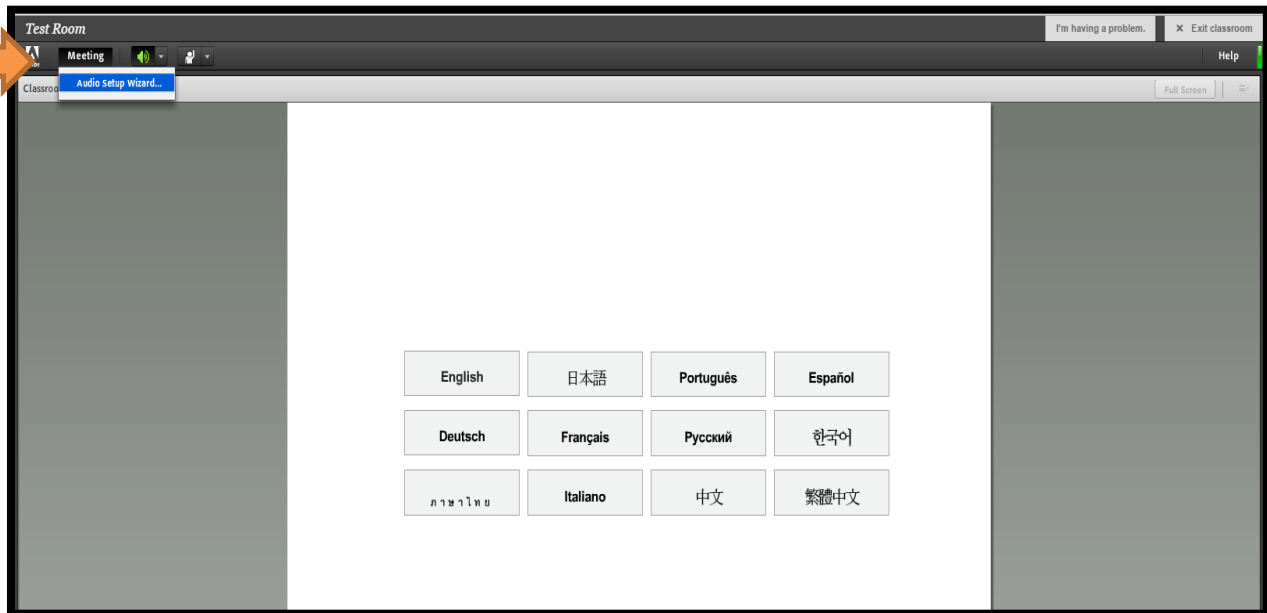 Test Room
I'm having a problem.
× Exit classroom
Meeting
Help
Audio Setup Wizard...
Full Screen
English
日本語
Português
Español
Deutsch
Français
Русский
한국어
ภาษาไทย
Italiano
中文
繁體中文